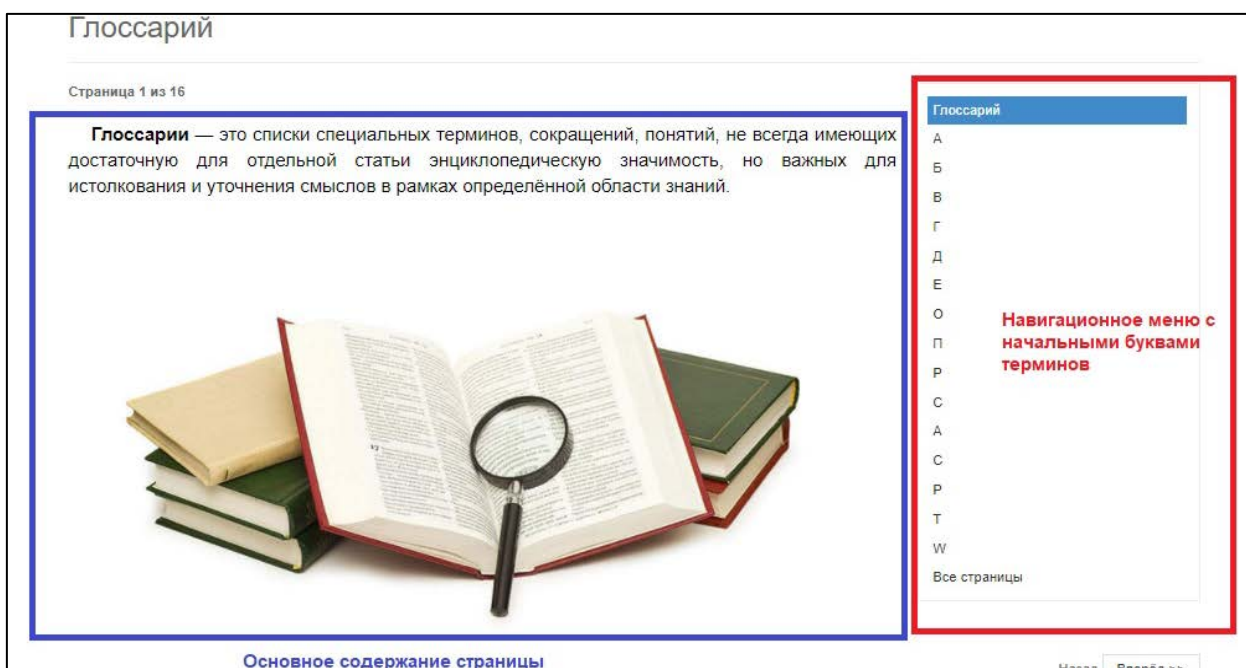 Глоссарий
Страница 1 из 16
Глоссарии — это списки специальных терминов, сокращений, понятий, не всегда имеющих
достаточную для отдельной статьи энциклопедическую значимость, но важных для
истолкования и уточнения смыслов в рамках определённой области знаний.
Глоссарий
А
Б
В
Г
Д
Е
О
П
Р
С
A
C
P
T
W
Все страницы
Навигационное меню с
начальными буквами
терминов
Основное содержание страницы
Назад Вперёд >>